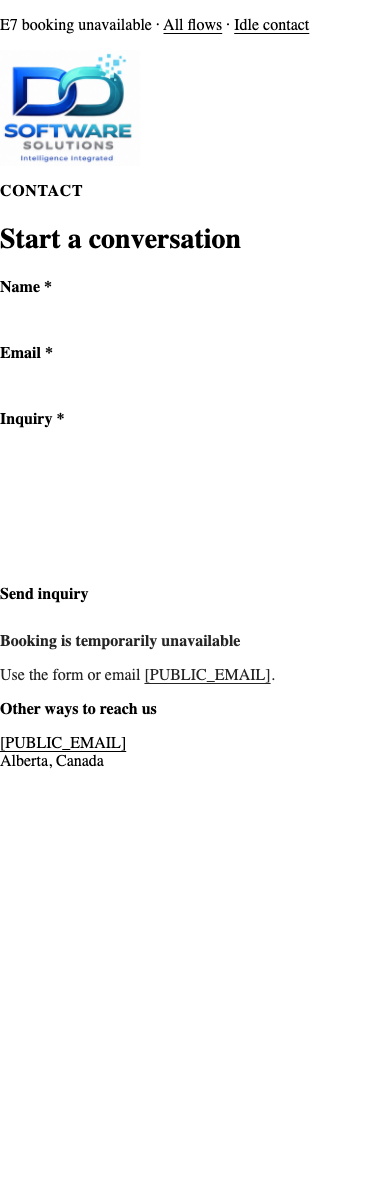 E7 booking unavailable · All flows · Idle contact
DO
SOFTWARE
SOLUTIONS
Intelligence Integrated
CONTACT
Start a conversation
Name *
Email *
Inquiry *
Send inquiry
Booking is temporarily unavailable
Use the form or email [PUBLIC_EMAIL].
Other ways to reach us
[PUBLIC_EMAIL]
Alberta, Canada